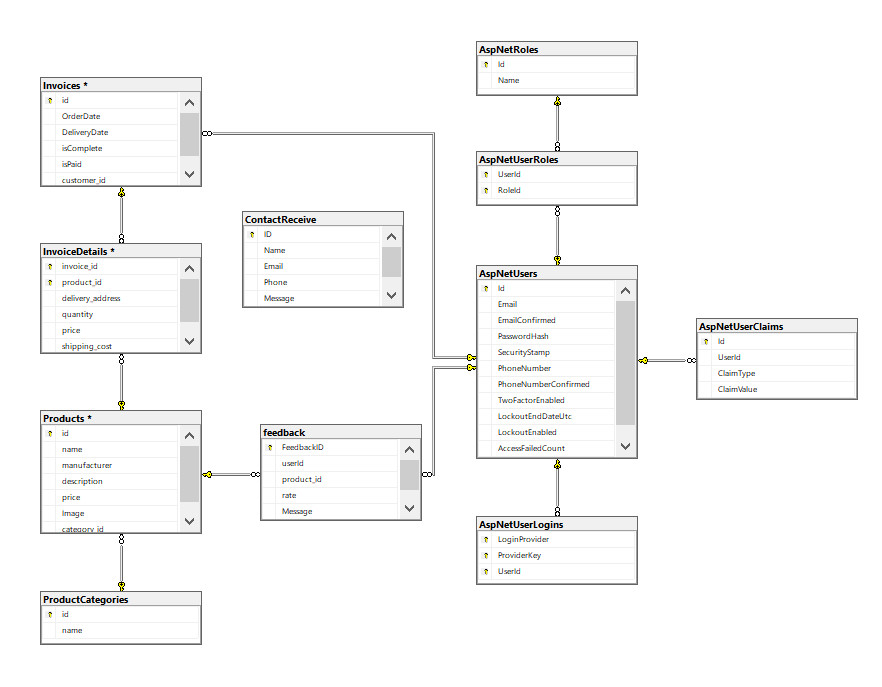 AspNetRoles
Id
Name
Invoices *
id
OrderDate
DeliveryDate
isComplete
isPaid
customer_id
AspNetUserRoles
UserId
RoleId
ContactReceive
ID
Name
Email
Phone
Message
InvoiceDetails *
invoice_id
product_id
delivery_address
quantity
price
shipping_cost
AspNetUsers
Id
Email
EmailConfirmed
PasswordHash
SecurityStamp
PhoneNumber
PhoneNumberConfirmed
TwoFactorEnabled
LockoutEndDateUtc
LockoutEnabled
AccessFailedCount
AspNetUserClaims
Id
UserId
ClaimType
ClaimValue
Products *
id
name
manufacturer
description
price
Image
category_id
feedback
FeedbackID
userId
product_id
rate
Message
AspNetUserLogins
LoginProvider
ProviderKey
UserId
ProductCategories
id
name